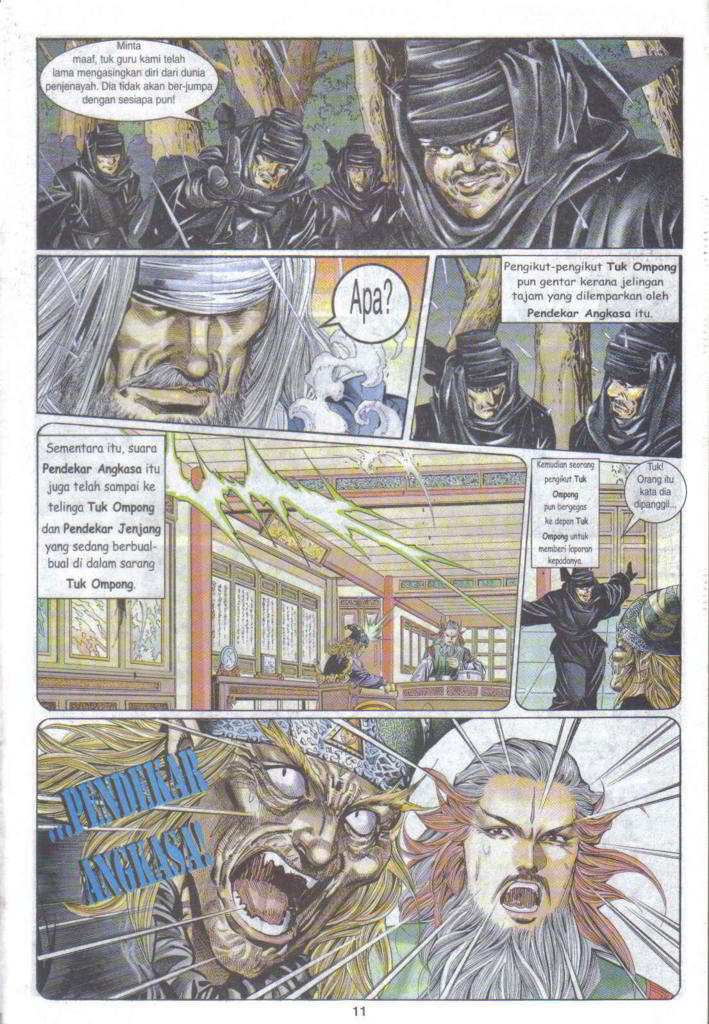 Minta
maaf, tuk guru kami telah
lama mengasingkan diri dari dunia
penjenayah. Dia tidak akan ber-jumpa
dengan sesiapa pun!
Apa?
Pengikut-pengikut Tuk Ompong
pun gentar kerana jelingan
tajam yang dilemparkan oleh
Pendekar Angkasa itu.
Sementara itu, suara
Pendekar Angkasa itu
juga telah sampai ke
telinga Tuk Ompong
dan Pendekar Jenjang
yang sedang berbual-
bual di dalam sarang
Tuk Ompong.
Kemudian seorang
pengikut Tuk
Ompong
pun bergegas
ke depan Tuk
Ompong untuk
memberi laporan
kepadanya.
Tuk!
Orang itu
kata dia
dipanggil...
...PENDEKAR
ANGKASA!
11